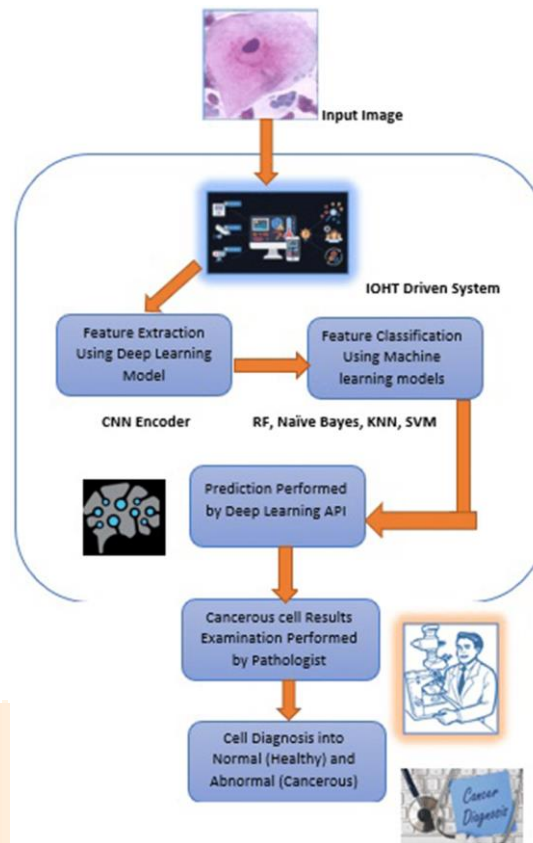 Input Image
IOHT Driven System
Feature Extraction
Using Deep Learning
Model
Feature Classification
Using Machine
learning models
CNN Encoder
RF, Naïve Bayes, KNN, SVM
Prediction Performed
by Deep Learning API
Cancerous cell Results
Examination Performed
by Pathologist
Cell Diagnosis into
Normal (Healthy) and
Abnormal (Cancerous)
Cancer
Diagnosis